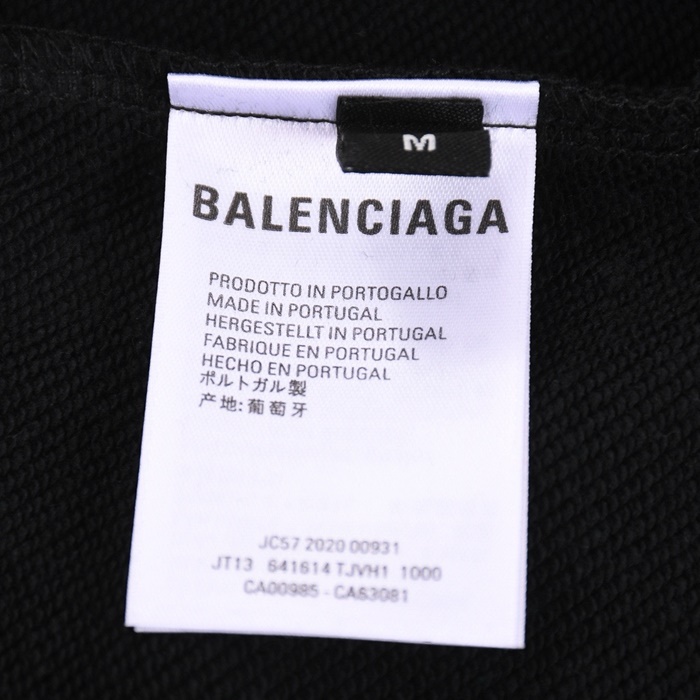 M
BALENCIAGA
PRODOTTO IN PORTOGALLO
MADE IN PORTUGAL
HERGESTELLT IN PORTUGAL
FABRIQUE EN PORTUGAL
HECHO EN PORTUGAL
ポルトガル製
产地:葡萄牙
JC57 2020 00931
JT13 641614 TJVH1 1000
CA00985 - CA63081